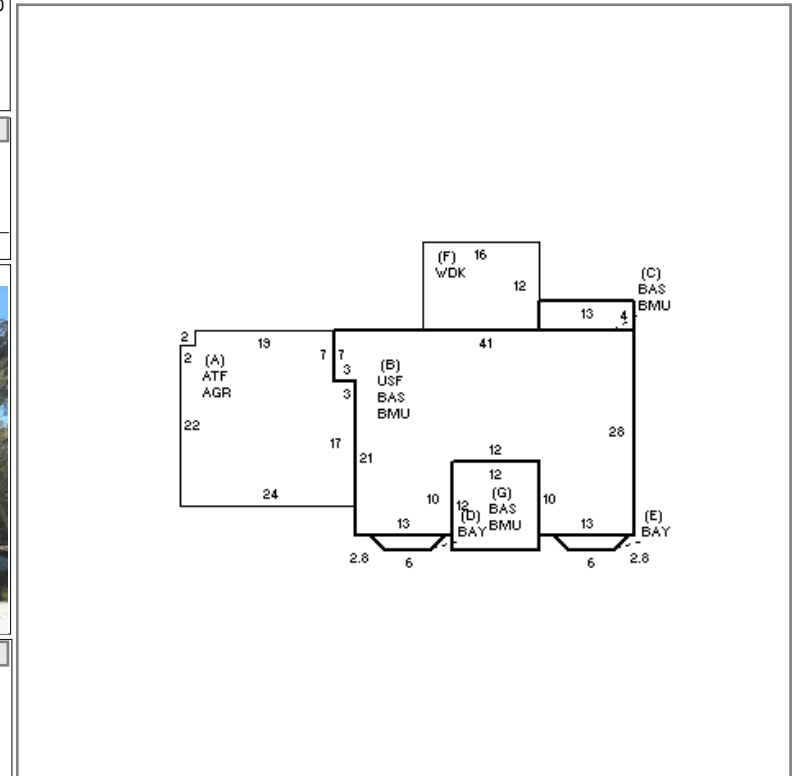 (F) 16
WDK
12
(C)
BAS
BMU
13 4
2
19
41
2 (A)
ATF
AGR
7 7
3
3
(B)
USF
BAS
BMU
22
17
21
28
12
12
24
10
12
(G)
BAS
BMU
10
13
(D)
BAY
13
(E)
BAY
2.8
6
6
2.8